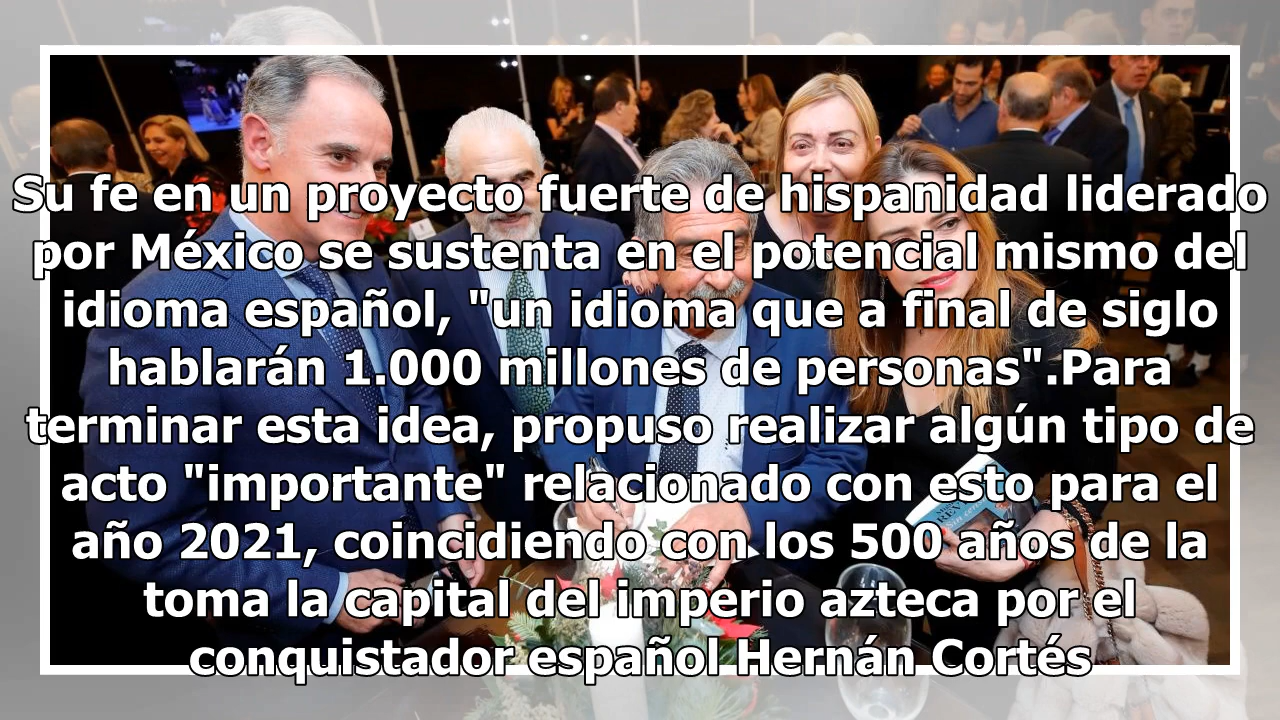 Su fe en un proyecto fuerte de hispanidad liderado
por México se sustenta en el potencial mismo del
idioma español, "un idioma que a final de siglo
hablarán 1.000 millones de personas".Para
terminar esta idea, propuso realizar algún tipo de
acto "importante" relacionado con esto para el
año 2021, coincidiendo con los 500 años de la
toma la capital del imperio azteca por el
conquistador español Hernán Cortés